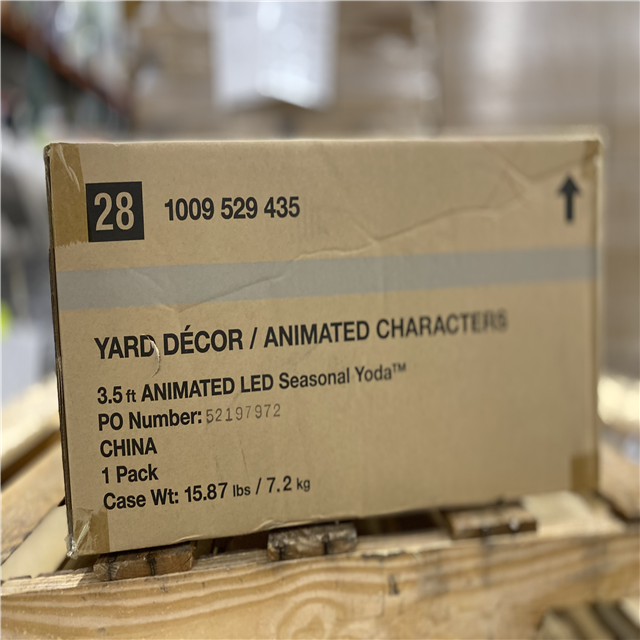 28 1009 529 435
YARD DÉCOR / ANIMATED CHARACTERS
3.5 ft ANIMATED LED Seasonal Yoda™
PO Number: 52197972
CHINA
1 Pack
Case Wt: 15.87 lbs / 7.2 kg